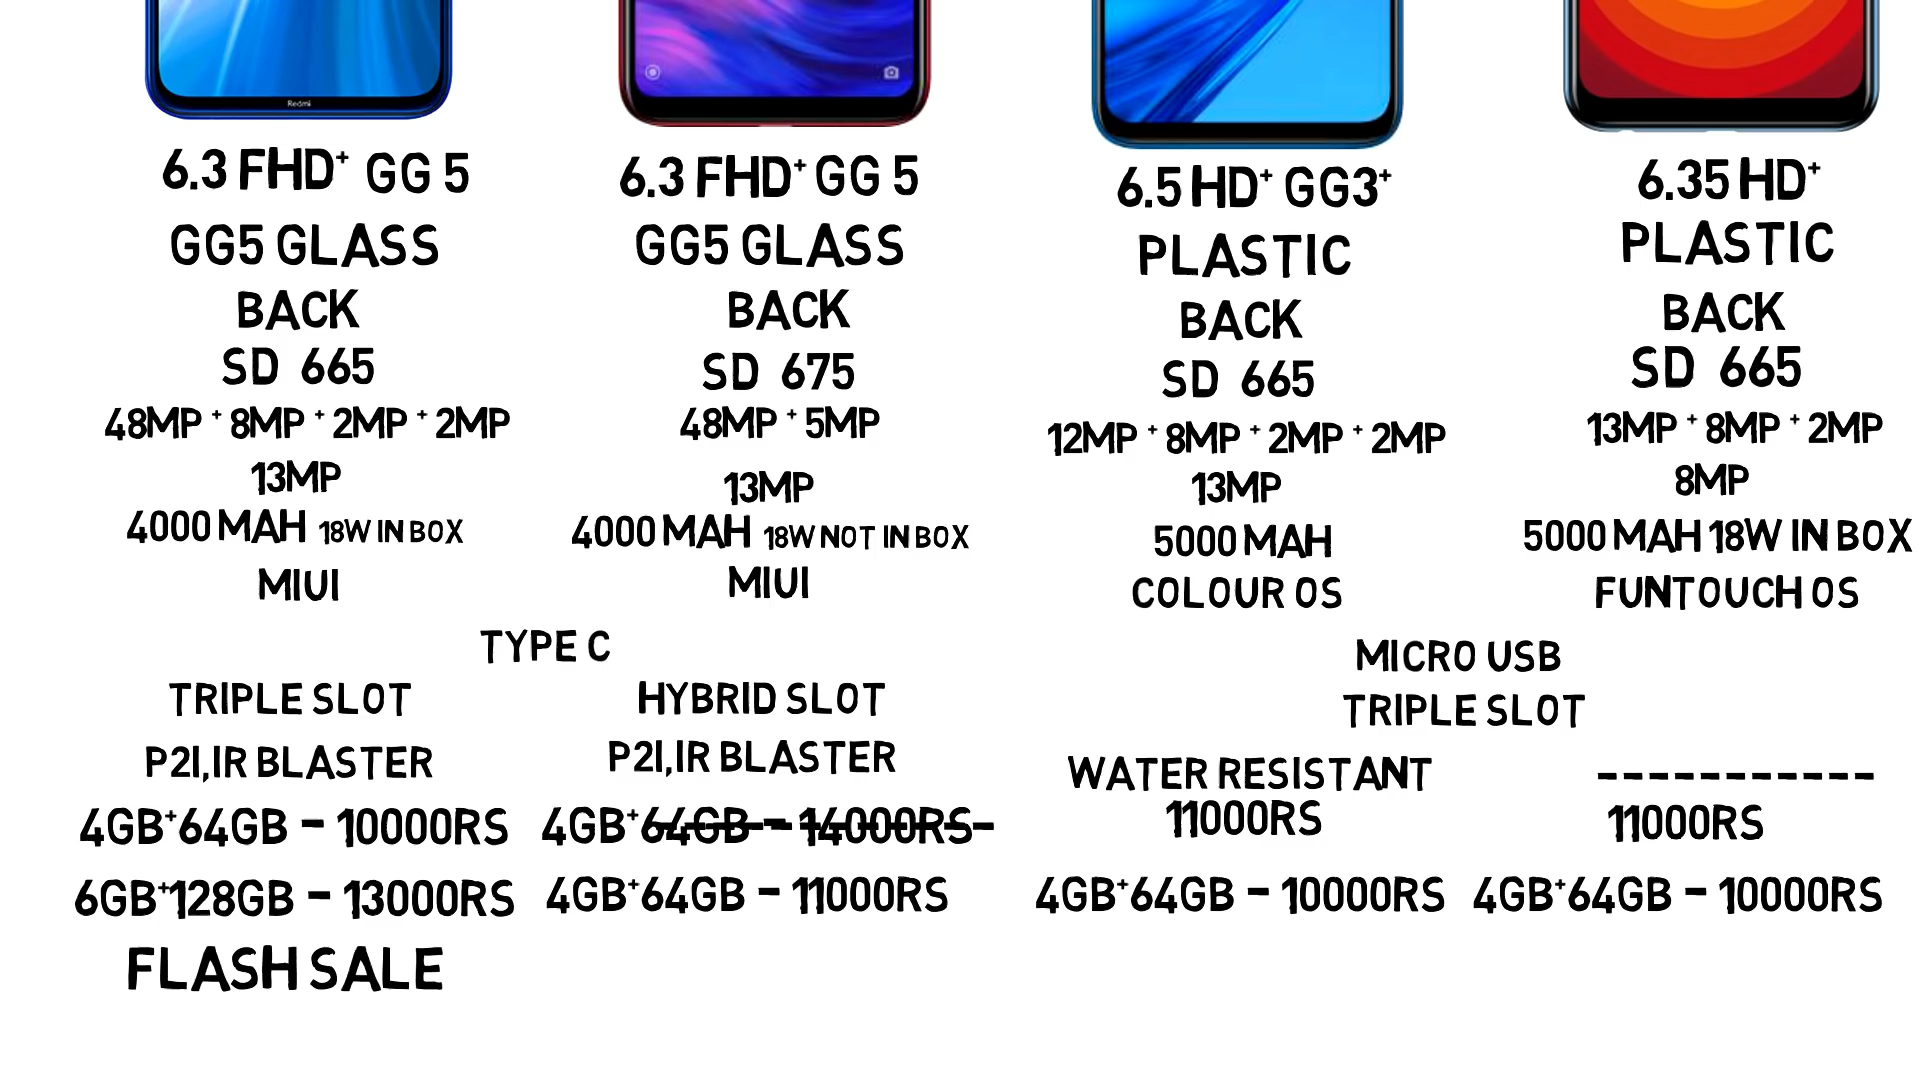 Redmi
6.3 FHD+ GG 5
GG5 GLASS
BACK
SD 665
48MP + 8MP + 2MP + 2MP
13MP
4000 MAH 18W IN BOX
MIUI
6.3 FHD+ GG 5
GG5 GLASS
BACK
SD 675
48MP + 5MP
13MP
4000 MAH 18W NOT IN BOX
MIUI
TYPE C
TRIPLE SLOT
P2I,IR BLASTER
4GB+64GB - 10000RS
6GB+128GB - 13000RS
FLASH SALE
HYBRID SLOT
P2I,IR BLASTER
4GB+64GB - 14000RS-
4GB+64GB - 11000RS
6.5 HD+ GG3+
PLASTIC
BACK
SD 665
12MP + 8MP + 2MP + 2MP
13MP
5000 MAH
COLOUR OS
6.35 HD+
PLASTIC
BACK
SD 665
13MP + 8MP + 2MP
8MP
5000 MAH 18W IN BOX
FUNTOUCH OS
MICRO USB
TRIPLE SLOT
WATER RESISTANT
11000RS
4GB+64GB - 10000RS
-----------
11000RS
4GB+64GB - 10000RS